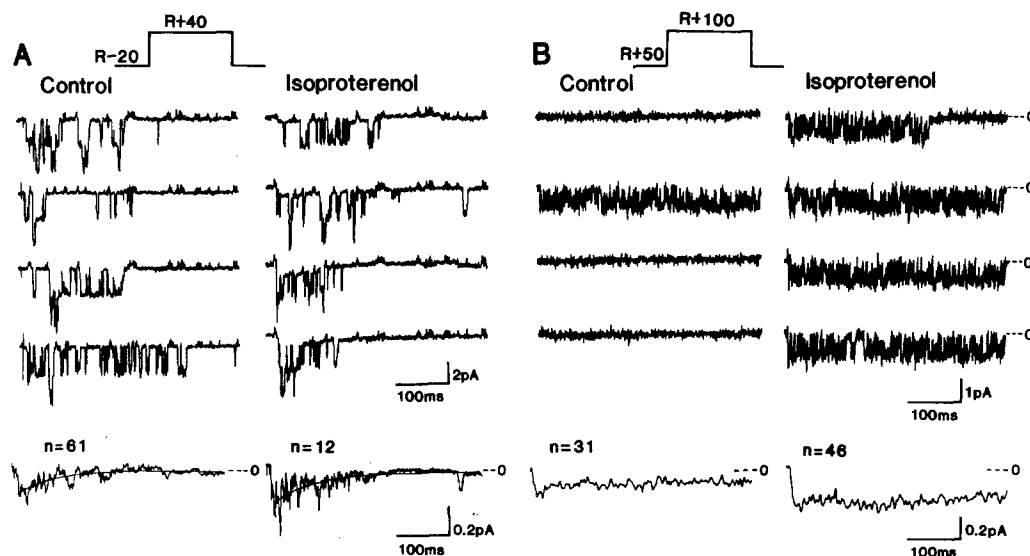 A
R-20
R+40
Control
Isoproterenol
2pA
100ms
n=61
n=12
---0
---0
0.2pA
100ms
B
R+50
R+100
Control
Isoproterenol
---0
---0
---0
---0
1pA
100ms
n=31
n=46
---0
---0
0.2pA
100ms